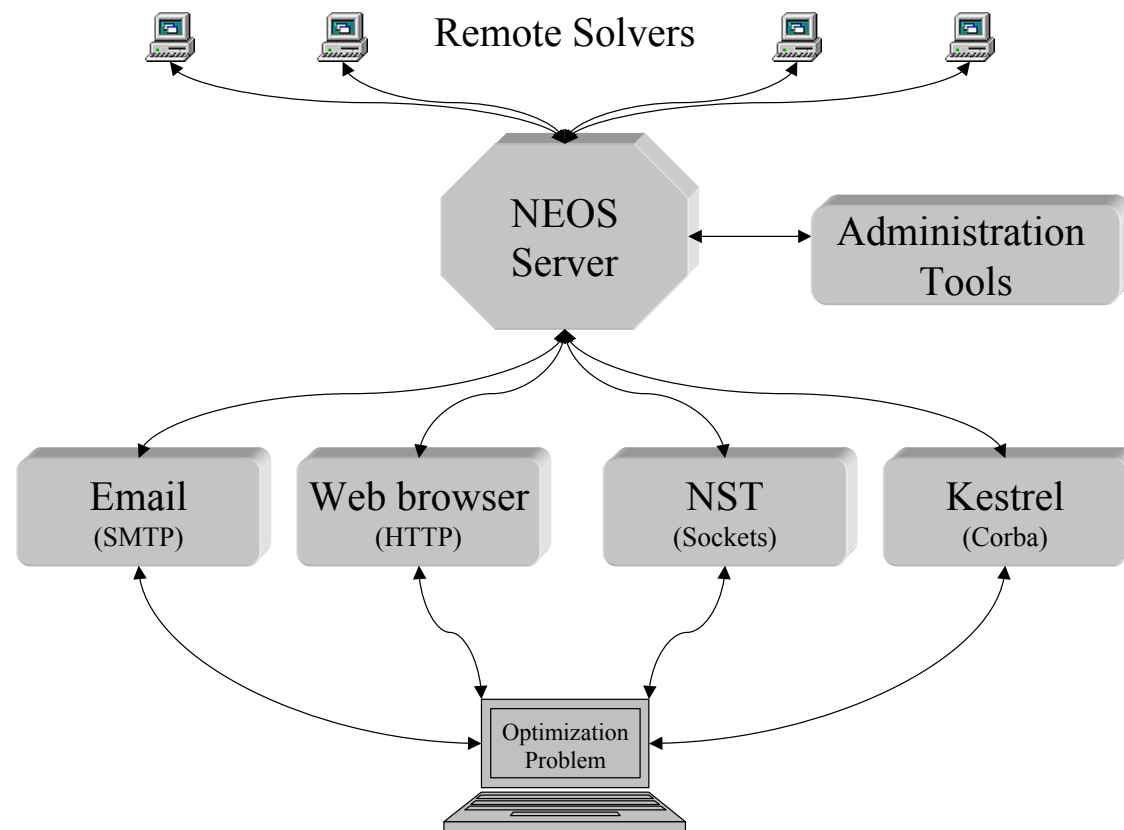 Remote Solvers
NEOS
Server
Administration
Tools
Email
(SMTP)
Web browser
(HTTP)
NST
(Sockets)
Kestrel
(Corba)
Optimization
Problem